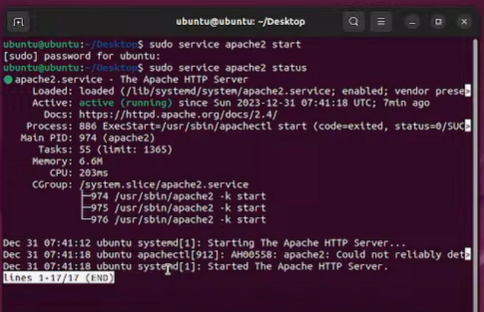 ubuntu@ubuntu: ~/Desktop
ubuntu@ubuntu:~/Desktop$ sudo service apache2 start
[sudo] password for ubuntu:
ubuntu@ubuntu:~/Desktop$ sudo service apache2 status
● apache2.service - The Apache HTTP Server
Loaded: loaded (/lib/systemd/system/apache2.service; enabled; vendor prese>
Active: active (running) since Sun 2023-12-31 07:41:18 UTC; 7min ago
Docs: https://httpd.apache.org/docs/2.4/
Process: 886 ExecStart=/usr/sbin/apachectl start (code=exited, status=0/SUC>
Main PID: 974 (apache2)
Tasks: 55 (limit: 1365)
Memory: 6.6M
CPU: 203ms
CGroup: /system.slice/apache2.service
├─974 /usr/sbin/apache2 -k start
├─975 /usr/sbin/apache2 -k start
└─976 /usr/sbin/apache2 -k start
Dec 31 07:41:12 ubuntu systemd[1]: Starting The Apache HTTP Server...
Dec 31 07:41:18 ubuntu apachectl[912]: AH00558: apache2: Could not reliably det>
Dec 31 07:41:18 ubuntu systemd[1]: Started The Apache HTTP Server.
lines 1-17/17 (END)